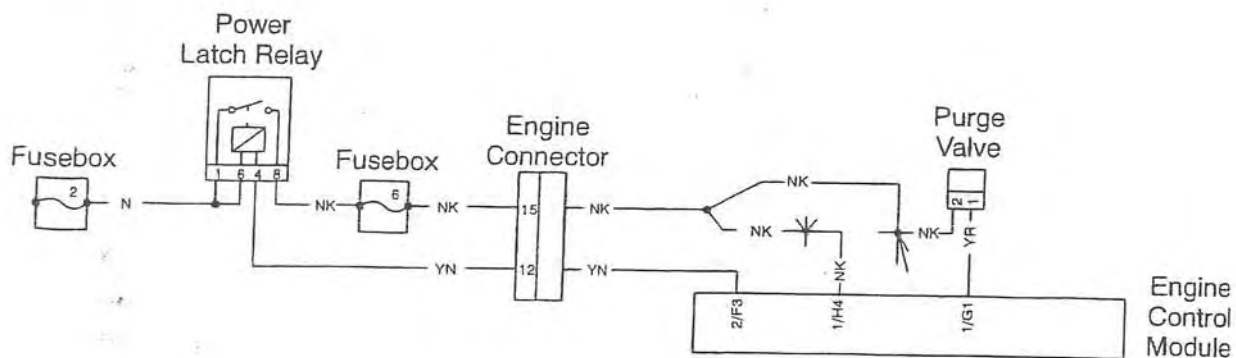 Power
Latch Relay
Fusebox
2
N
1 6 4 8
NK
Fusebox
6
NK
YN
Engine
Connector
15
12
NK
YN
NK
NK
NK
NK
Purge
Valve
2 1
YR
2/F3
1/H4
1/G1
Engine
Control
Module